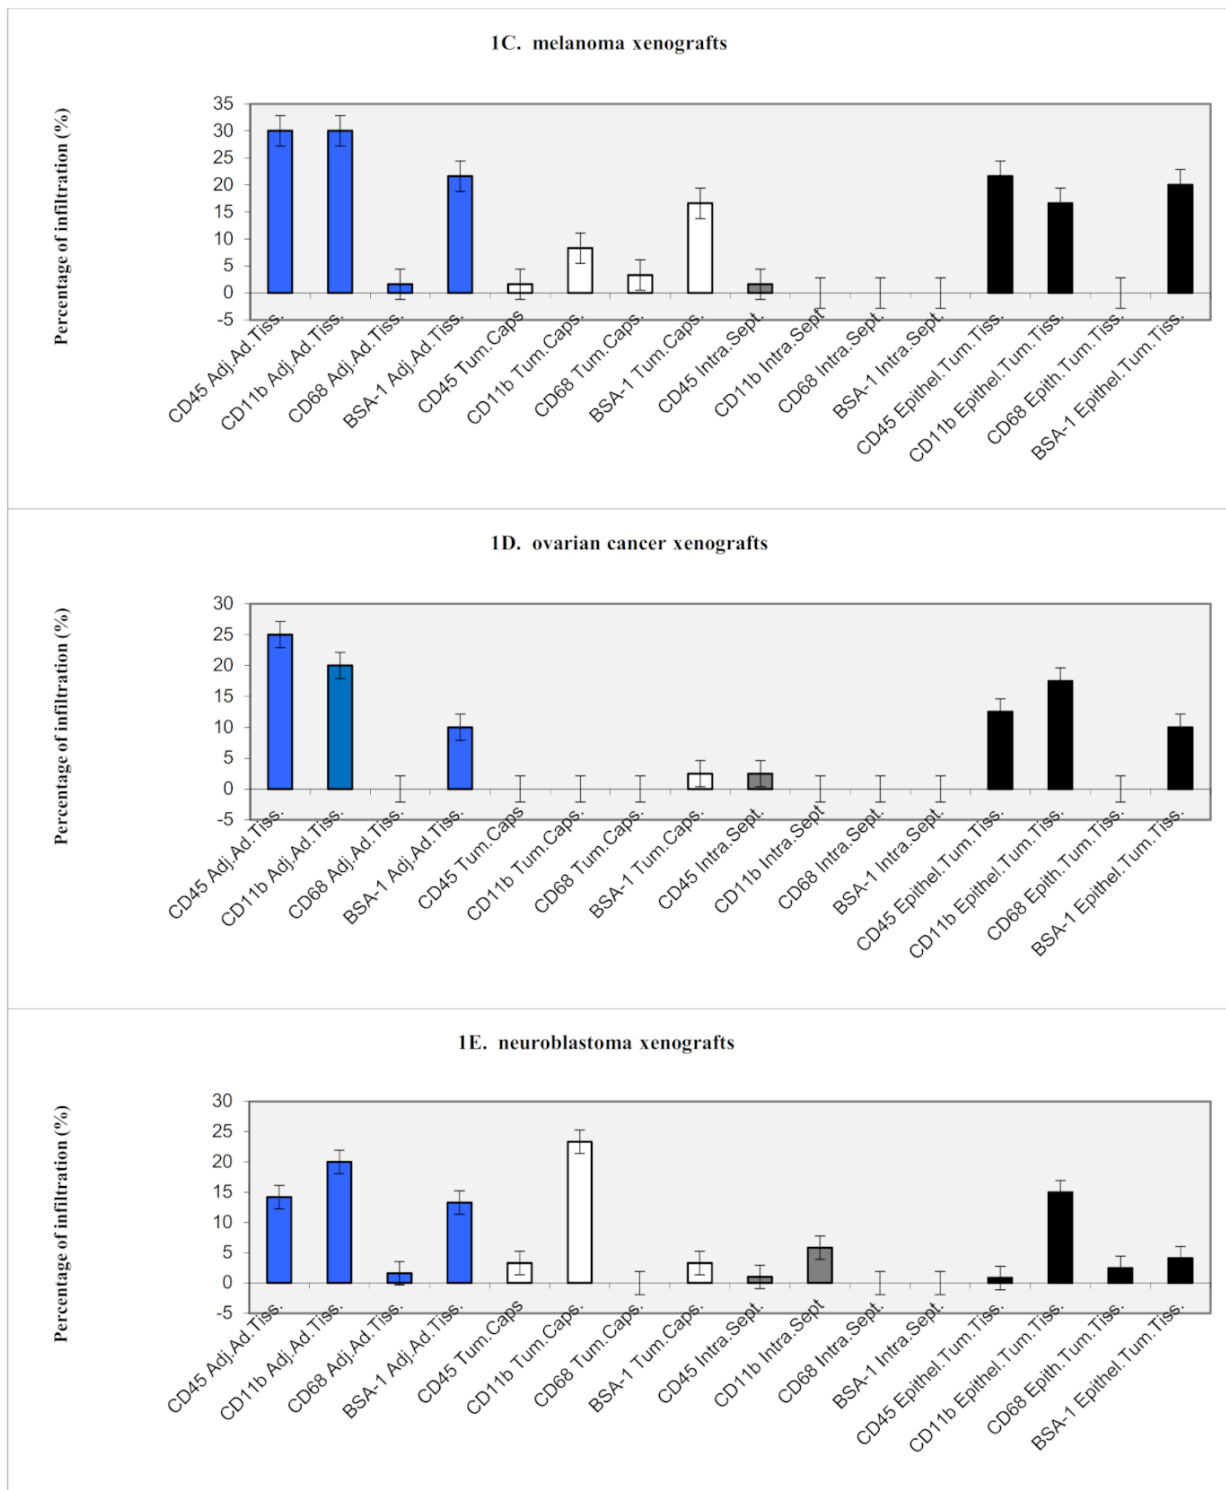 1C. melanoma xenografts
Percentage of infiltration (%)
35
30
25
20
15
10
5
0
-5
CD45 Adj.Ad.Tiss.
CD11b Adj.Ad.Tiss.
CD68 Adj.Ad.Tiss.
BSA-1 Adj.Ad.Tiss.
CD45 Tum.Caps
CD11b Tum.Caps.
CD68 Tum.Caps.
BSA-1 Tum.Caps.
CD45 Intra.Sept.
CD11b Intra.Sept
CD68 Intra.Sept.
BSA-1 Intra.Sept.
CD45 Epithel.Tum.Tiss.
CD11b Epithel.Tum.Tiss.
CD68 Epith.Tum.Tiss.
BSA-1 Epithel.Tum.Tiss.
1D. ovarian cancer xenografts
Percentage of infiltration (%)
30
25
20
15
10
5
0
-5
CD45 Adj.Ad.Tiss.
CD11b Adj.Ad.Tiss.
CD68 Adj.Ad.Tiss.
BSA-1 Adj.Ad.Tiss.
CD45 Tum.Caps
CD11b Tum.Caps.
CD68 Tum.Caps.
BSA-1 Tum.Caps.
CD45 Intra.Sept.
CD11b Intra.Sept
CD68 Intra.Sept.
BSA-1 Intra.Sept.
CD45 Epithel.Tum.Tiss.
CD11b Epithel.Tum.Tiss.
CD68 Epith.Tum.Tiss.
BSA-1 Epithel.Tum.Tiss.
1E. neuroblastoma xenografts
Percentage of infiltration (%)
30
25
20
15
10
5
0
-5
CD45 Adj.Ad.Tiss.
CD11b Adj.Ad.Tiss.
CD68 Adj.Ad.Tiss.
BSA-1 Adj.Ad.Tiss.
CD45 Tum.Caps
CD11b Tum.Caps.
CD68 Tum.Caps.
BSA-1 Tum.Caps.
CD45 Intra.Sept.
CD11b Intra.Sept
CD68 Intra.Sept.
BSA-1 Intra.Sept.
CD45 Epithel.Tum.Tiss.
CD11b Epithel.Tum.Tiss.
CD68 Epith.Tum.Tiss.
BSA-1 Epithel.Tum.Tiss.